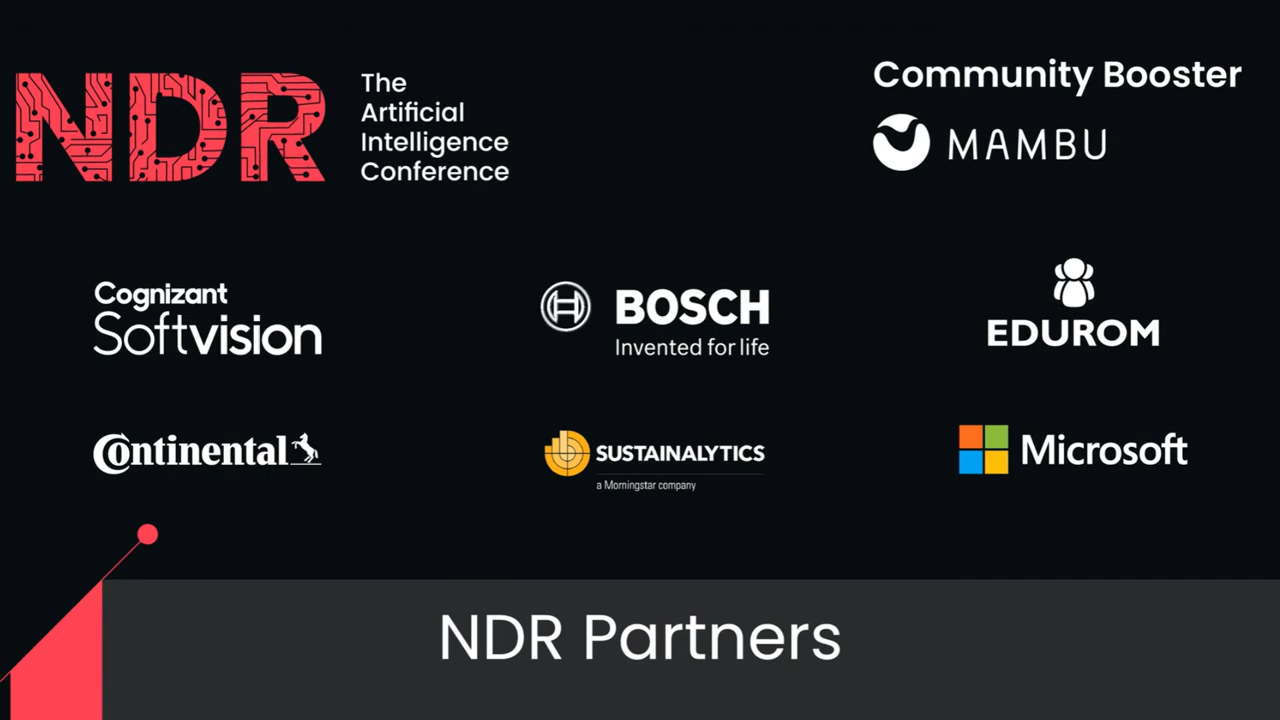 NDR
The
Artificial
Intelligence
Conference
Community Booster
MAMBU
Cognizant
Softvision
BOSCH
Invented for life
EDUROM
Continental
SUSTAINALYTICS
a Morningstar company
Microsoft
NDR Partners